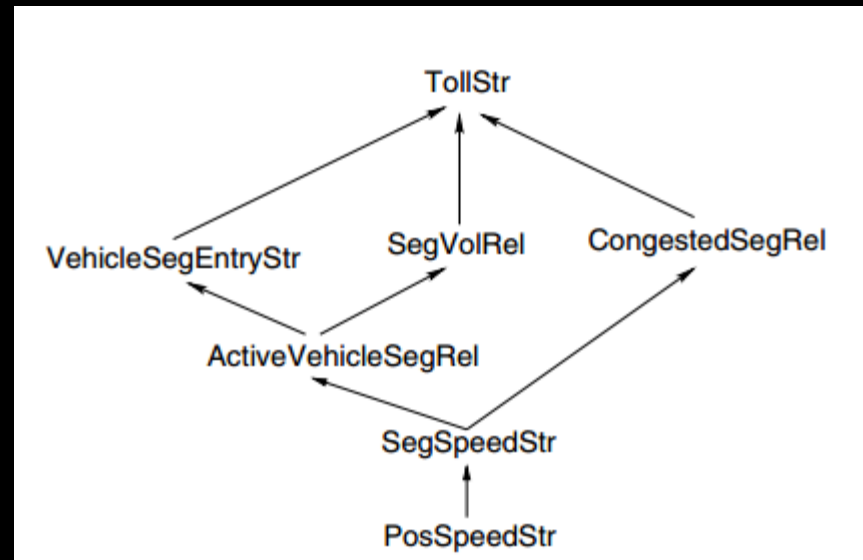 TollStr
VehicleSegEntryStr
SegVolRel
CongestedSegRel
ActiveVehicleSegRel
SegSpeedStr
PosSpeedStr